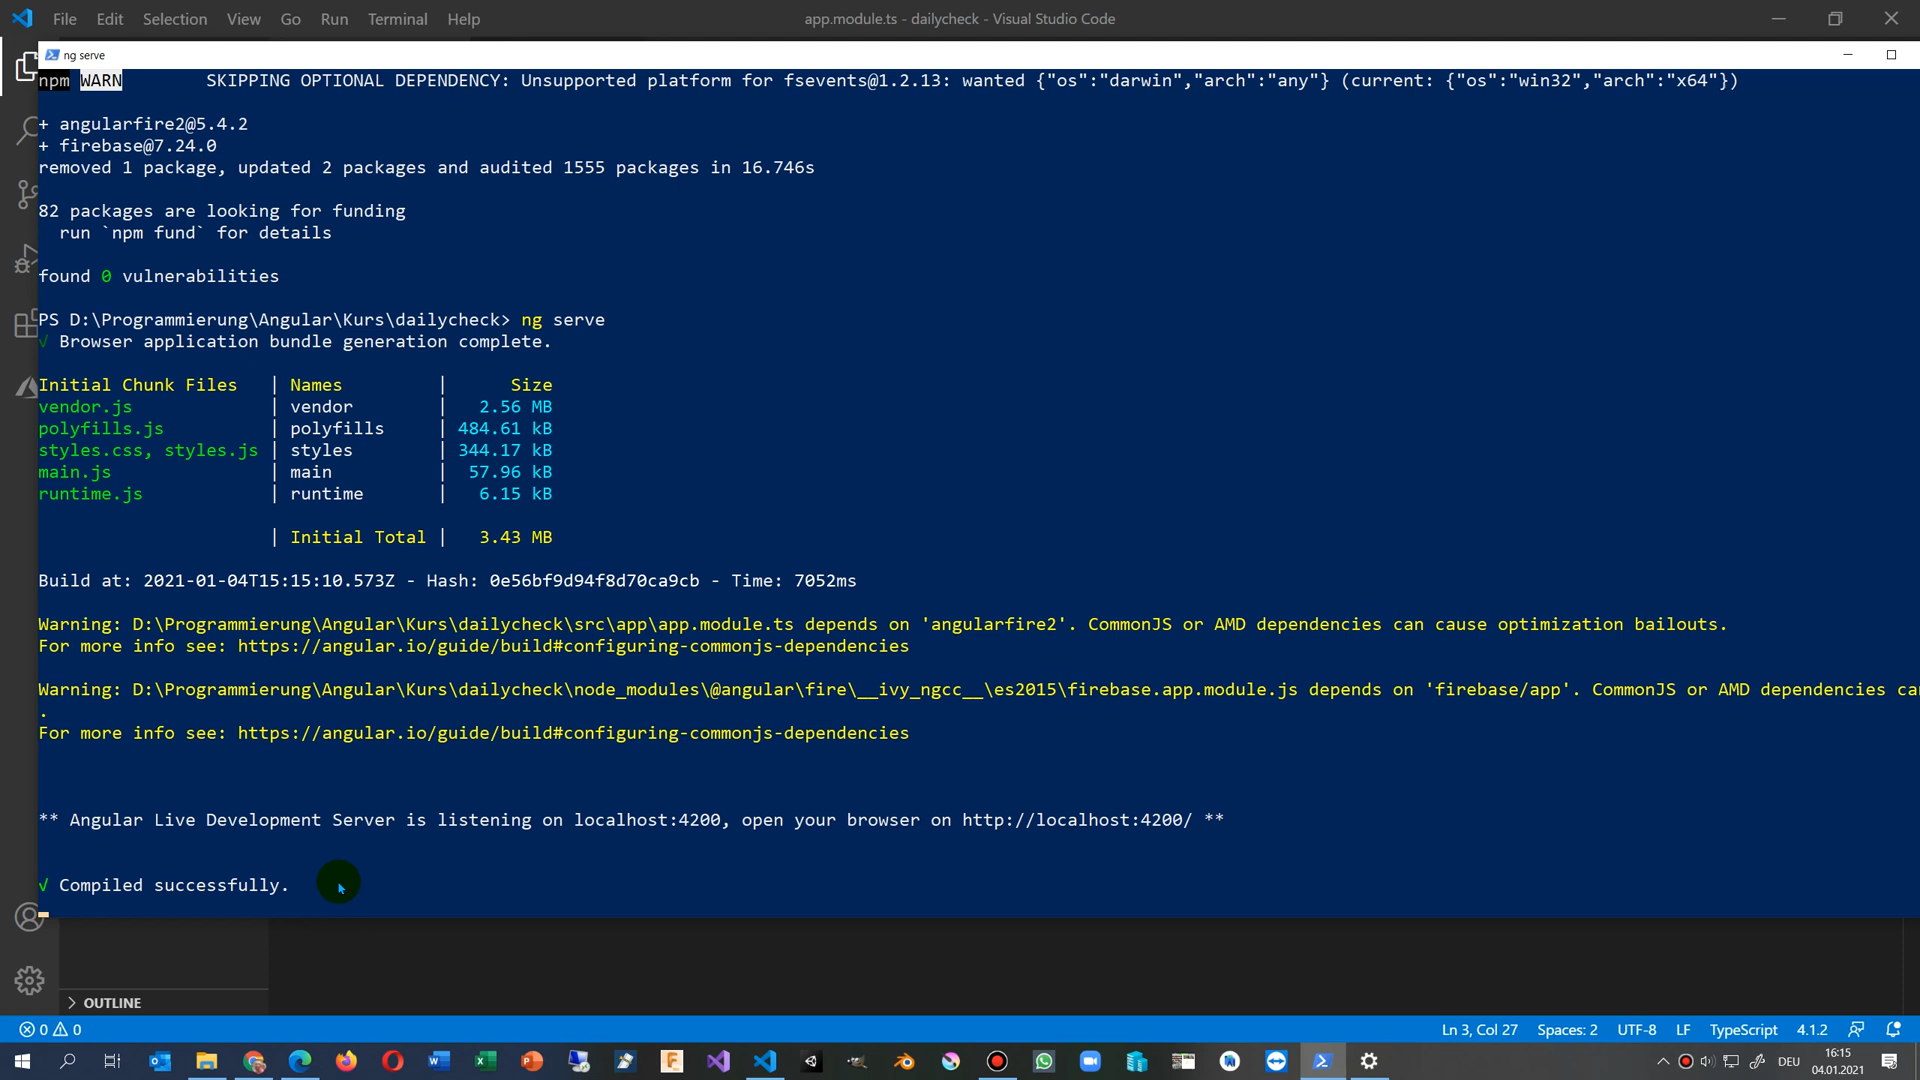 File Edit Selection View Go Run Terminal Help app.module.ts - dailycheck - Visual Studio Code
ng serve
npm WARN SKIPPING OPTIONAL DEPENDENCY: Unsupported platform for fsevents@1.2.13: wanted {"os":"darwin","arch":"any"} (current: {"os":"win32","arch":"x64"})
+ angularfire2@5.4.2
+ firebase@7.24.0
removed 1 package, updated 2 packages and audited 1555 packages in 16.746s
82 packages are looking for funding
run `npm fund` for details
found 0 vulnerabilities
PS D:\Programmierung\Angular\Kurs\dailycheck> ng serve
√ Browser application bundle generation complete.
Initial Chunk Files | Names | Size
vendor.js | vendor | 2.56 MB
polyfills.js | polyfills | 484.61 kB
styles.css, styles.js | styles | 344.17 kB
main.js | main | 57.96 kB
runtime.js | runtime | 6.15 kB
| Initial Total | 3.43 MB
Build at: 2021-01-04T15:15:10.573Z - Hash: 0e56bf9d94f8d70ca9cb - Time: 7052ms
Warning: D:\Programmierung\Angular\Kurs\dailycheck\src\app\app.module.ts depends on 'angularfire2'. CommonJS or AMD dependencies can cause optimization bailouts.
For more info see: https://angular.io/guide/build#configuring-commonjs-dependencies
Warning: D:\Programmierung\Angular\Kurs\dailycheck\node_modules\@angular\fire\__ivy_ngcc__\es2015\firebase.app.module.js depends on 'firebase/app'. CommonJS or AMD dependencies ca
.
For more info see: https://angular.io/guide/build#configuring-commonjs-dependencies
** Angular Live Development Server is listening on localhost:4200, open your browser on http://localhost:4200/ **
√ Compiled successfully.
OUTLINE
0 0 Ln 3, Col 27 Spaces: 2 UTF-8 LF TypeScript 4.1.2
DEU 16:15
04.01.2021